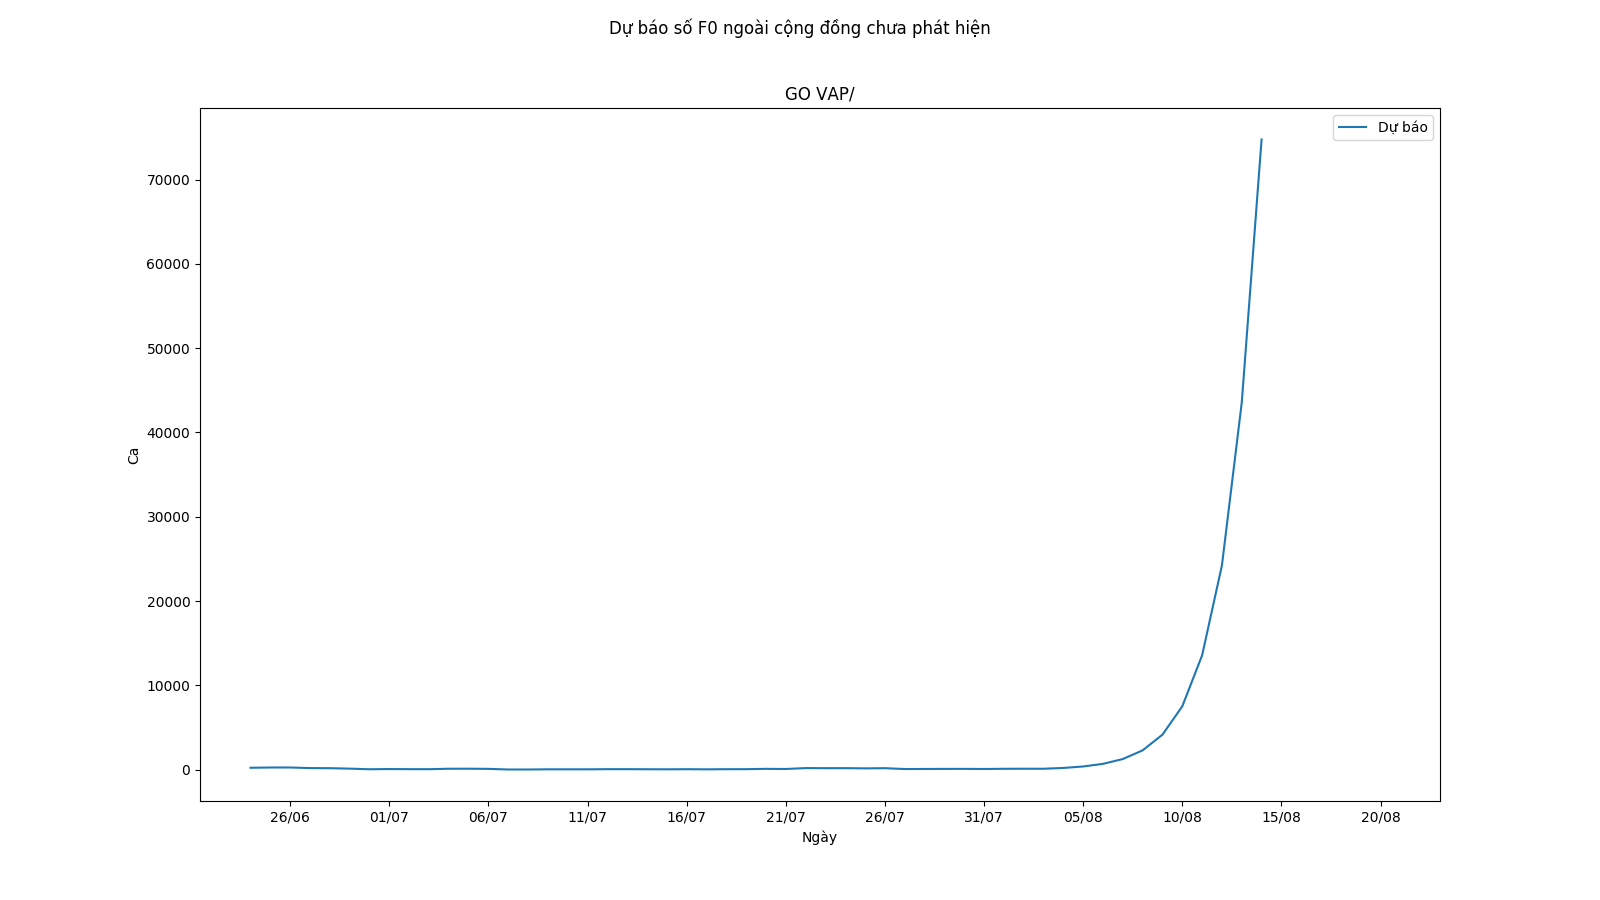 Dự báo số F0 ngoài cộng đồng chưa phát hiện
GO VAP/
Dự báo
70000
60000
50000
40000
30000
20000
10000
0
Ca
26/06 01/07 06/07 11/07 16/07 21/07 26/07 31/07 05/08 10/08 15/08 20/08
Ngày